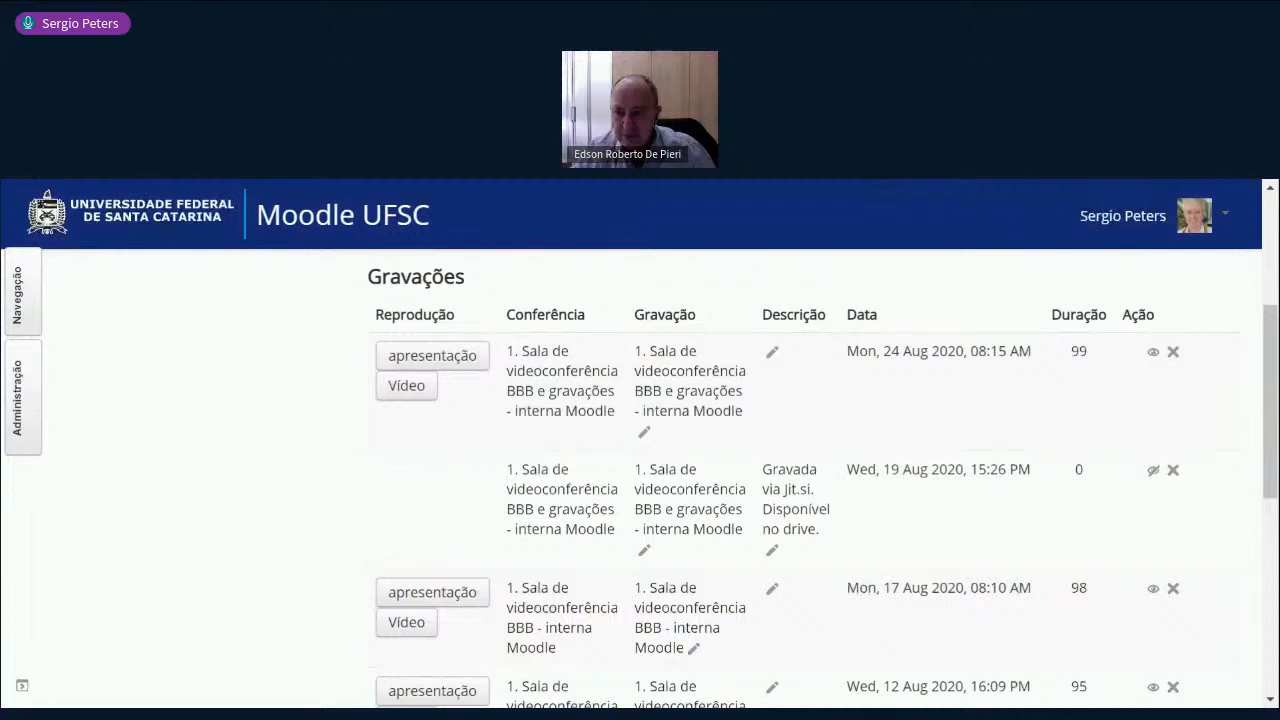 Sergio Peters
Edson Roberto De Pieri
UNIVERSIDADE FEDERAL
DE SANTA CATARINA
Moodle UFSC
Sergio Peters
Navegação
Administração
Gravações
Reprodução Conferência Gravação Descrição Data Duração Ação
apresentação
Vídeo
1. Sala de
videoconferência
BBB e gravações
- interna Moodle
1. Sala de
videoconferência
BBB e gravações
- interna Moodle
Mon, 24 Aug 2020, 08:15 AM
99
1. Sala de
videoconferência
BBB e gravações
- interna Moodle
1. Sala de
videoconferência
BBB e gravações
- interna Moodle
Gravada
via Jit.si.
Disponível
no drive.
Wed, 19 Aug 2020, 15:26 PM
0
apresentação
Vídeo
1. Sala de
videoconferência
BBB - interna
Moodle
1. Sala de
videoconferência
BBB - interna
Moodle
Mon, 17 Aug 2020, 08:10 AM
98
apresentação
1. Sala de
videoconferência
1. Sala de
videoconferência
Wed, 12 Aug 2020, 16:09 PM
95